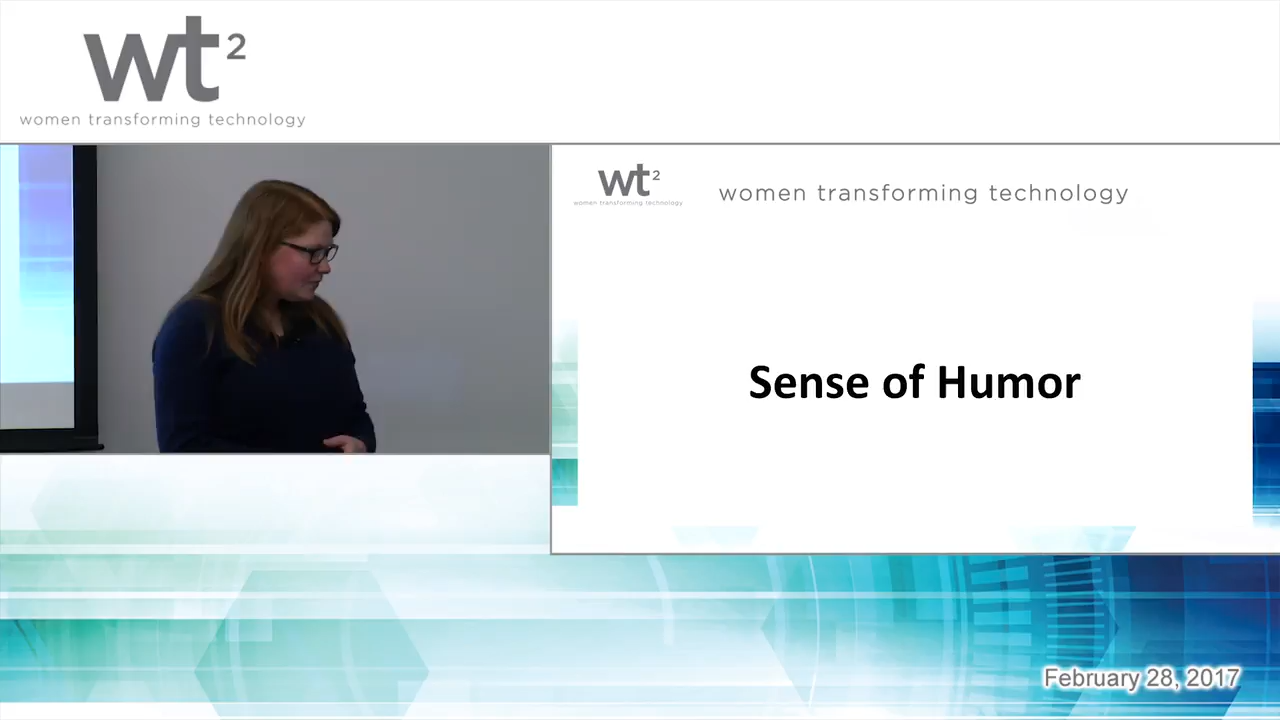 wt2
women transforming technology
wt2
women transforming technology
women transforming technology
Sense of Humor
February 28, 2017